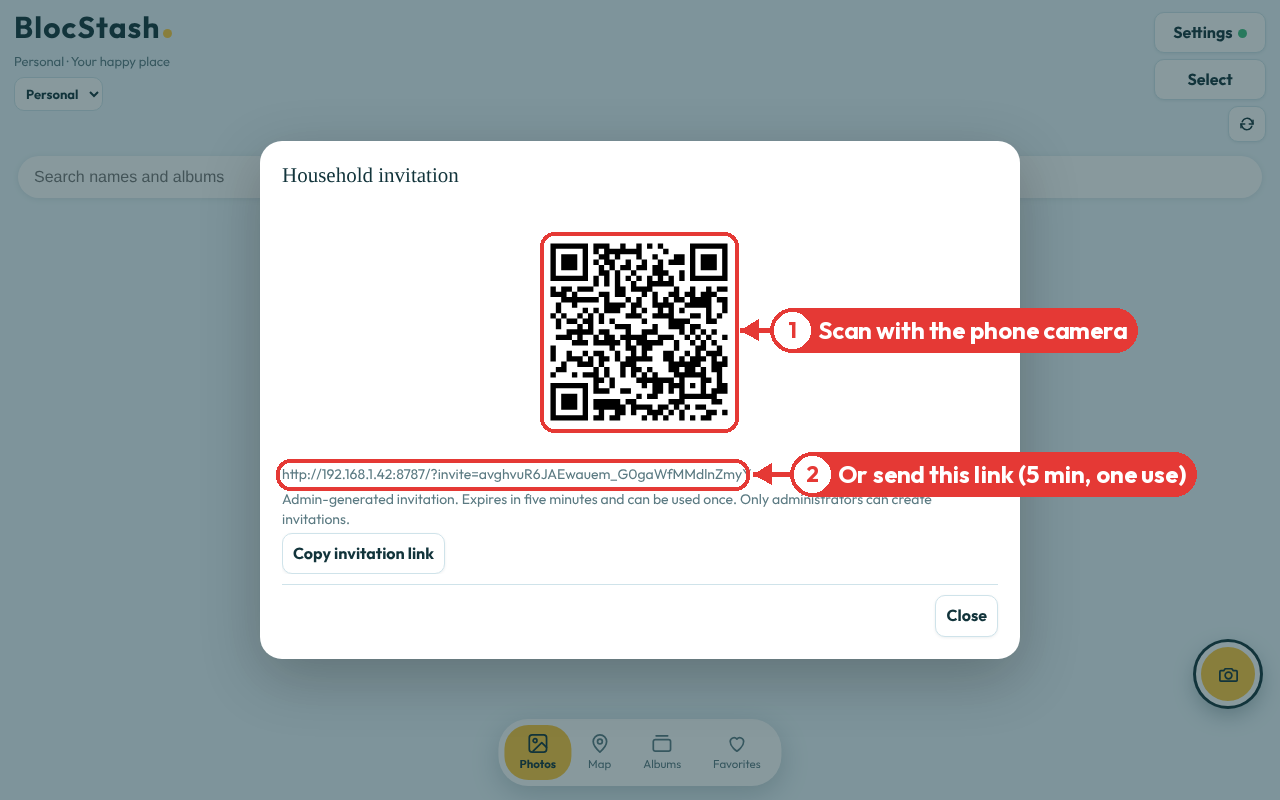 BlocStash.
Personal · Your happy place
Personal
Settings
Select
Search names and albums
Household invitation
1 Scan with the phone camera
http://192.168.1.42:8787/?invite=avghvuR6JAEwauem_G0gaWfMMdlnZmy
2 Or send this link (5 min, one use)
Admin-generated invitation. Expires in five minutes and can be used once. Only administrators can create
invitations.
Copy invitation link
Close
Photos Map Albums Favorites